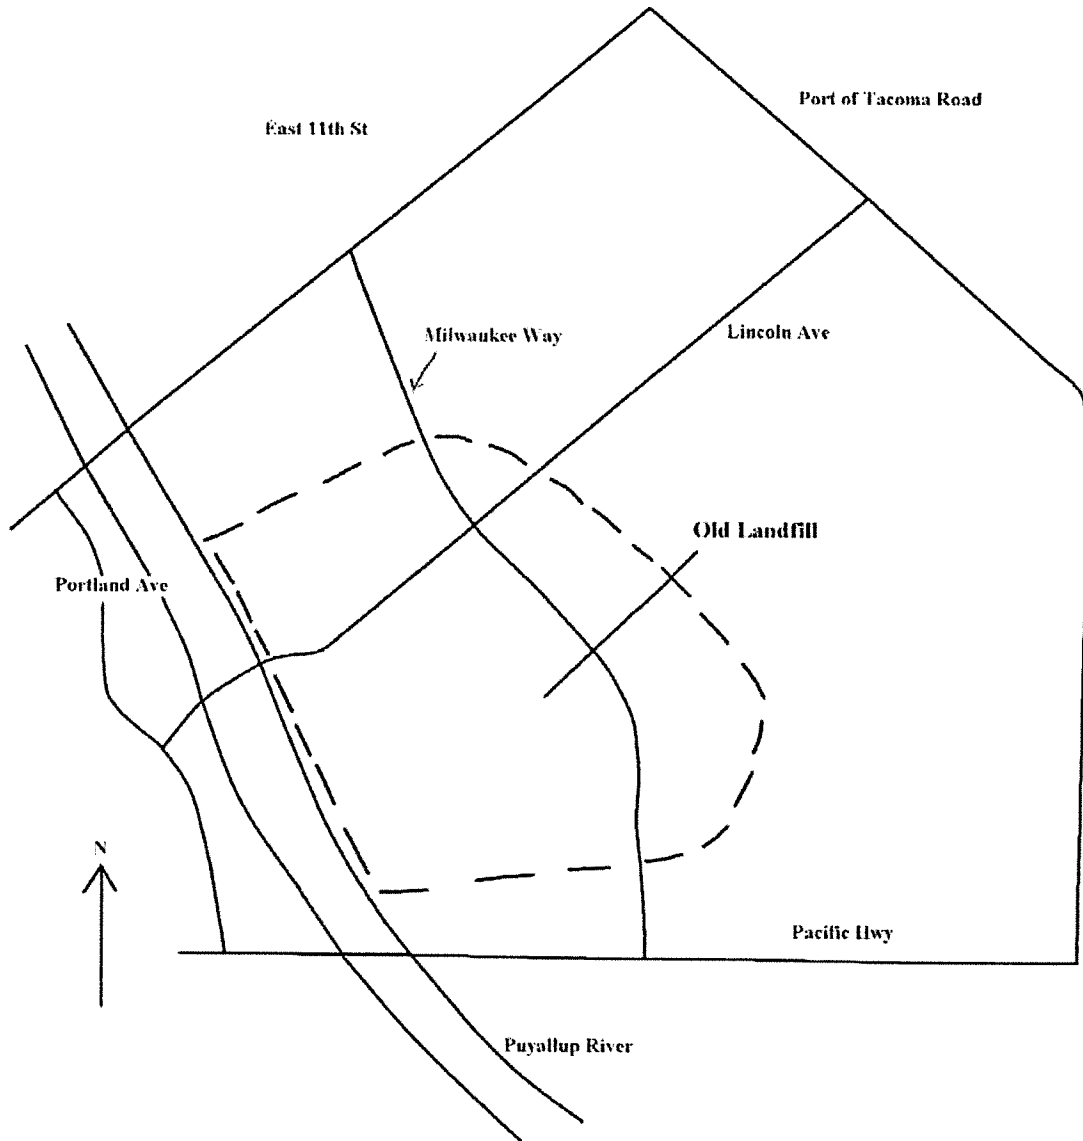 Port of Tacoma Road
East 11th St
Milwaukee Way
Lincoln Ave
Old Landfill
Portland Ave
N
Pacific Hwy
Puyallup River